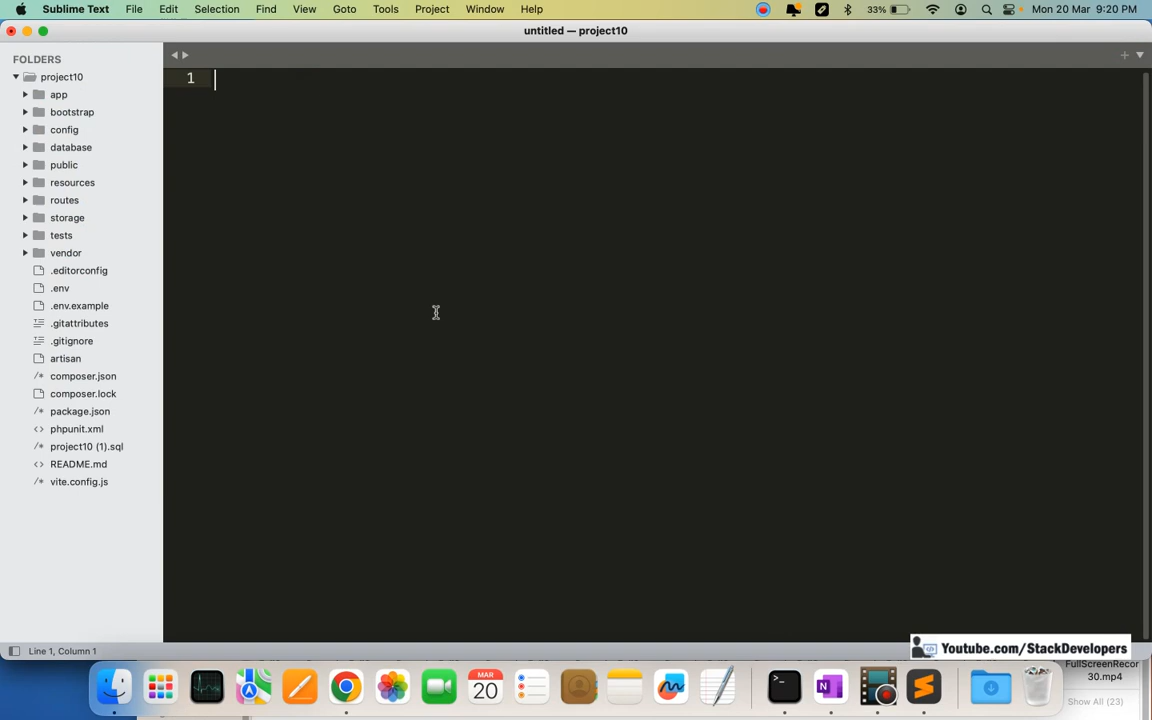 Sublime Text File Edit Selection Find View Goto Tools Project Window Help 33% Mon 20 Mar 9:20 PM
untitled — project10
FOLDERS
project10
app
bootstrap
config
database
public
resources
routes
storage
tests
vendor
.editorconfig
.env
.env.example
.gitattributes
.gitignore
artisan
composer.json
composer.lock
package.json
phpunit.xml
project10 (1).sql
README.md
vite.config.js
1
Line 1, Column 1
Youtube.com/StackDevelopers
FullScreenRecor
30.mp4
Show All (23)
MAR
20